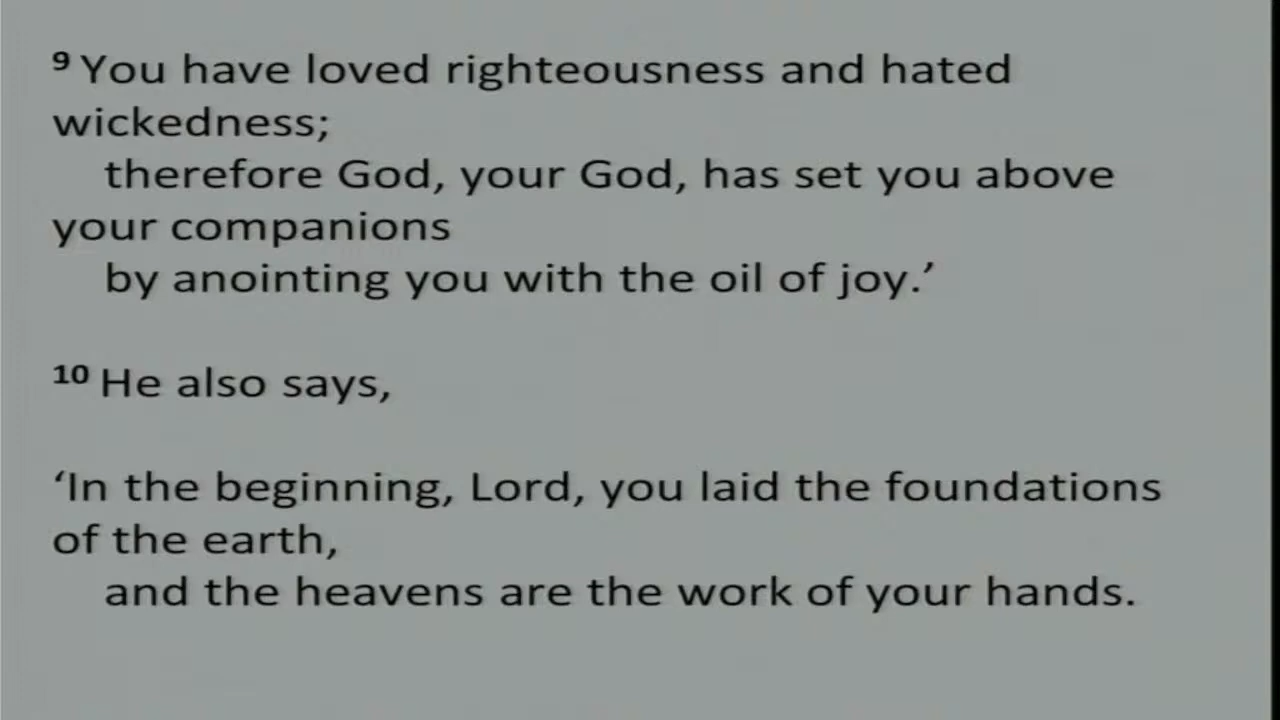 9 You have loved righteousness and hated
wickedness;
therefore God, your God, has set you above
your companions
by anointing you with the oil of joy.’
10 He also says,
‘In the beginning, Lord, you laid the foundations
of the earth,
and the heavens are the work of your hands.